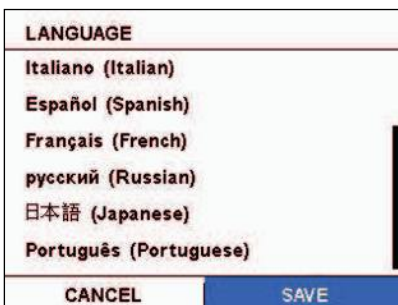 LANGUAGE
Italiano (Italian)
Español (Spanish)
Français (French)
русский (Russian)
日本語 (Japanese)
Português (Portuguese)
CANCEL SAVE